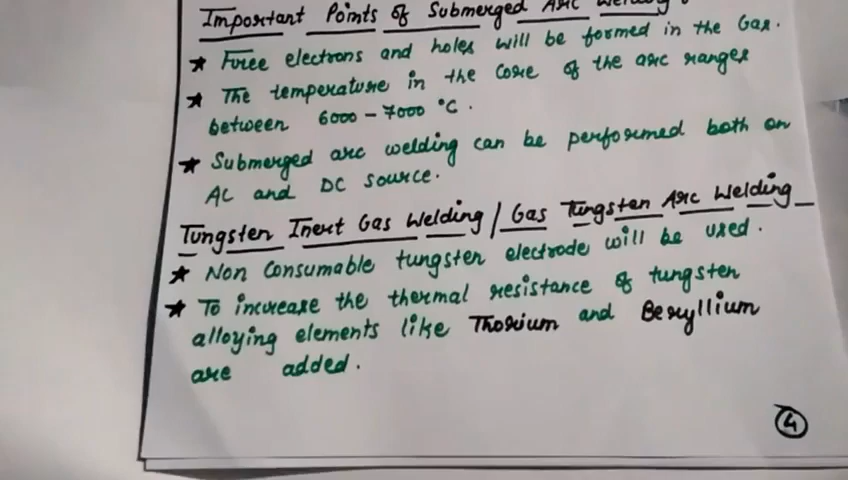 Important Points of Submerged Arc Welding :
★ Free electrons and holes will be formed in the Gas.
★ The temperature in the Core of the arc ranges
between 6000 - 7000 °C.
★ Submerged arc welding can be performed both on
AC and DC source.
Tungsten Inert Gas Welding / Gas Tungsten Arc Welding
★ Non Consumable tungsten electrode will be used.
★ To increase the thermal resistance of tungsten
alloying elements like Thorium and Beryllium
are added.
4